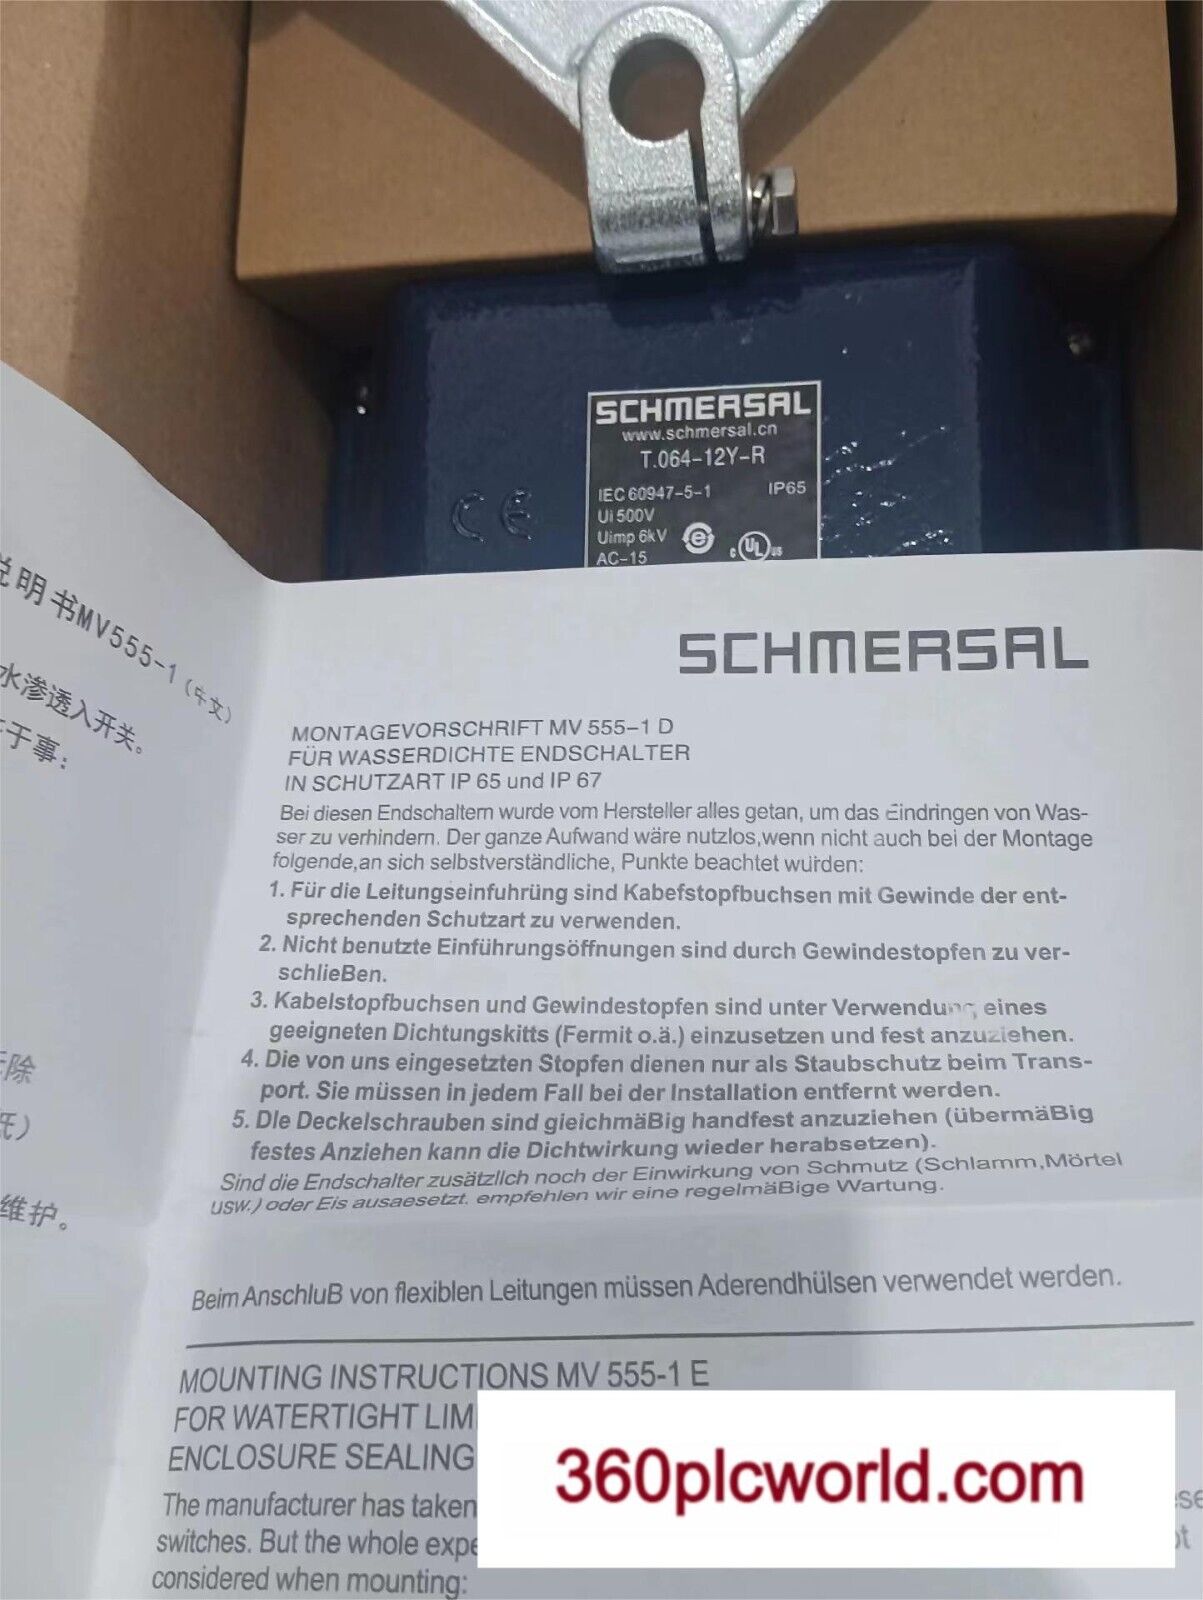 SCHMERSAL
www.schmersal.cn
T.064-12Y-R
IEC 60947-5-1 IP65
Ui 500V
Uimp 6kV
AC-15
CE
e
c UL us
说明书MV555-1(中文)
水渗透入开关。
于事:
除
维护。
SCHMERSAL
MONTAGEVORSCHRIFT MV 555-1 D
FÜR WASSERDICHTE ENDSCHALTER
IN SCHUTZART IP 65 und IP 67
Bei diesen Endschaltern wurde vom Hersteller alles getan, um das Eindringen von Was-
ser zu verhindern. Der ganze Aufwand wäre nutzlos,wenn nicht auch bei der Montage
folgende,an sich selbstverständliche, Punkte beachtet würden:
1. Für die Leitungseinfuhrüng sind Kabefstopfbuchsen mit Gewinde der ent-
sprechenden Schutzart zu verwenden.
2. Nicht benutzte Einführungsöffnungen sind durch Gewindestopfen zu ver-
schlieBen.
3. Kabelstopfbuchsen und Gewindestopfen sind unter Verwendung eines
geeigneten Dichtungskitts (Fermit o.ä.) einzusetzen und fest anzuziehen.
4. Die von uns eingesetzten Stopfen dienen nur als Staubschutz beim Trans-
port. Sie müssen in jedem Fall bei der Installation entfernt werden.
5. Dle Deckelschrauben sind gleichmäBig handfest anzuziehen (übermäBig
festes Anziehen kann die Dichtwirkung wieder herabsetzen).
Sind die Endschalter zusätzllch noch der Einwirkung von Schmutz (Schlamm,Mörtel
usw.) oder Eis ausaesetzt, empfehlen wir eine regelmäBige Wartung.
Beim AnschluB von flexiblen Leitungen müssen Aderendhülsen verwendet werden.
MOUNTING INSTRUCTIONS MV 555-1 E
FOR WATERTIGHT LIM
ENCLOSURE SEALING
The manufacturer has taken
switches. But the whole expe
considered when mounting:
360plcworld.com